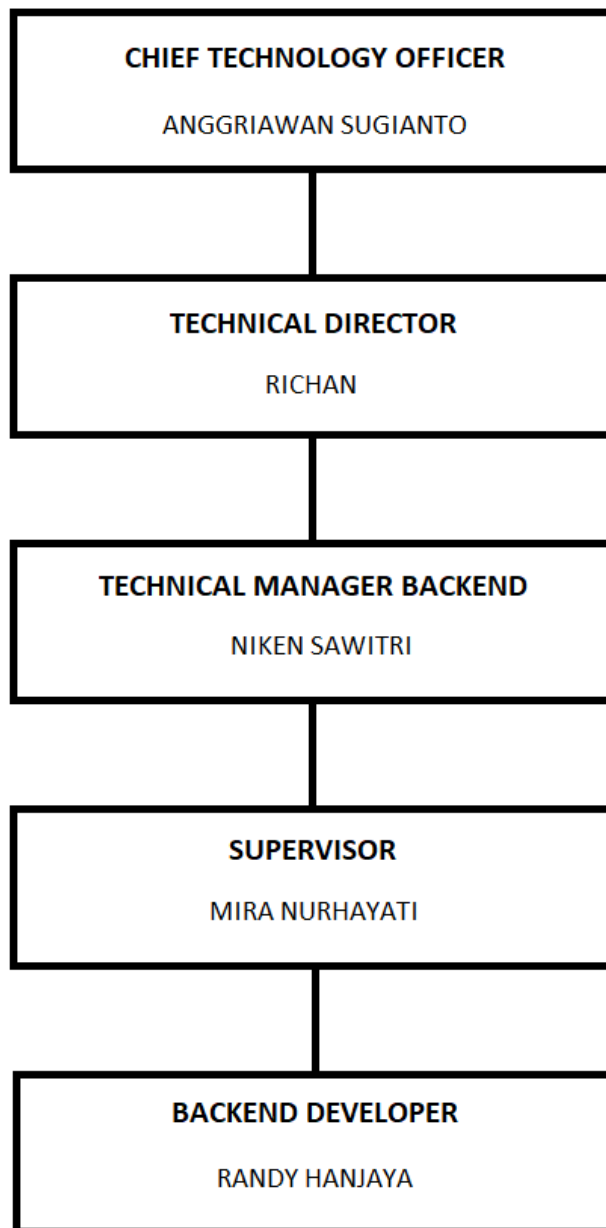 CHIEF TECHNOLOGY OFFICER
ANGGRIAWAN SUGIANTO
TECHNICAL DIRECTOR
RICHAN
TECHNICAL MANAGER BACKEND
NIKEN SAWITRI
SUPERVISOR
MIRA NURHAYATI
BACKEND DEVELOPER
RANDY HANJAYA